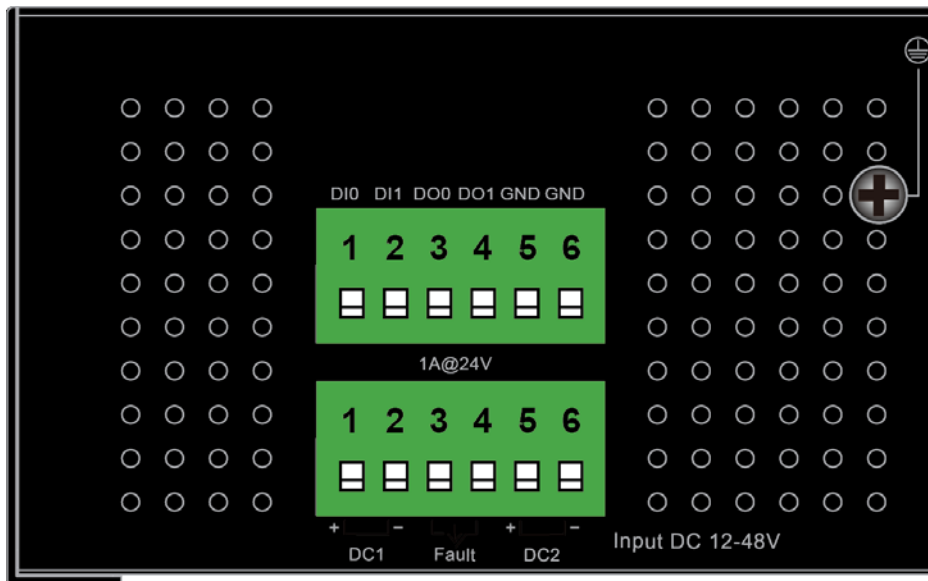 DI0 DI1 DO0 DO1 GND GND
1 2 3 4 5 6
1A@24V
1 2 3 4 5 6
+ - + -
DC1 Fault DC2
Input DC 12-48V